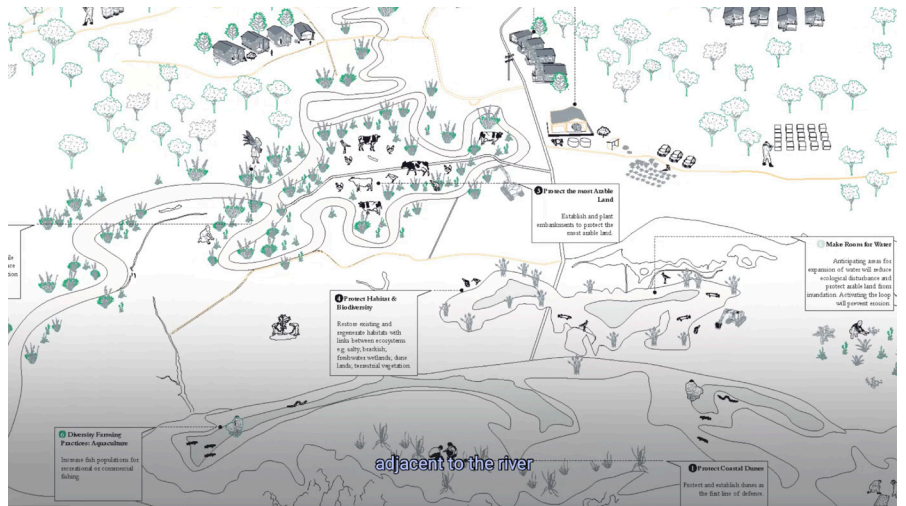 3 Protect the most Arable
Land
Establish and plant
embankments to protect the
most arable land.
Make Room for Water
Anticipating areas for
expansion of water will reduce
ecological disturbance and
protect arable land from
inundation. Activating the loop
will prevent erosion.
4 Protect Habitat &
Biodiversity
Restore existing and
regenerate habitats with
links between ecosystems
e.g salty, brackish,
freshwater wetlands, dune
lands, terrestrial vegetation.
6 Diversity Farming
Practices: Aquaculture
Increase fish populations for
recreational or commercial
fishing.
adjacent to the river
1 Protect Coastal Dunes
Protect and establish dunes as
the first line of defence.